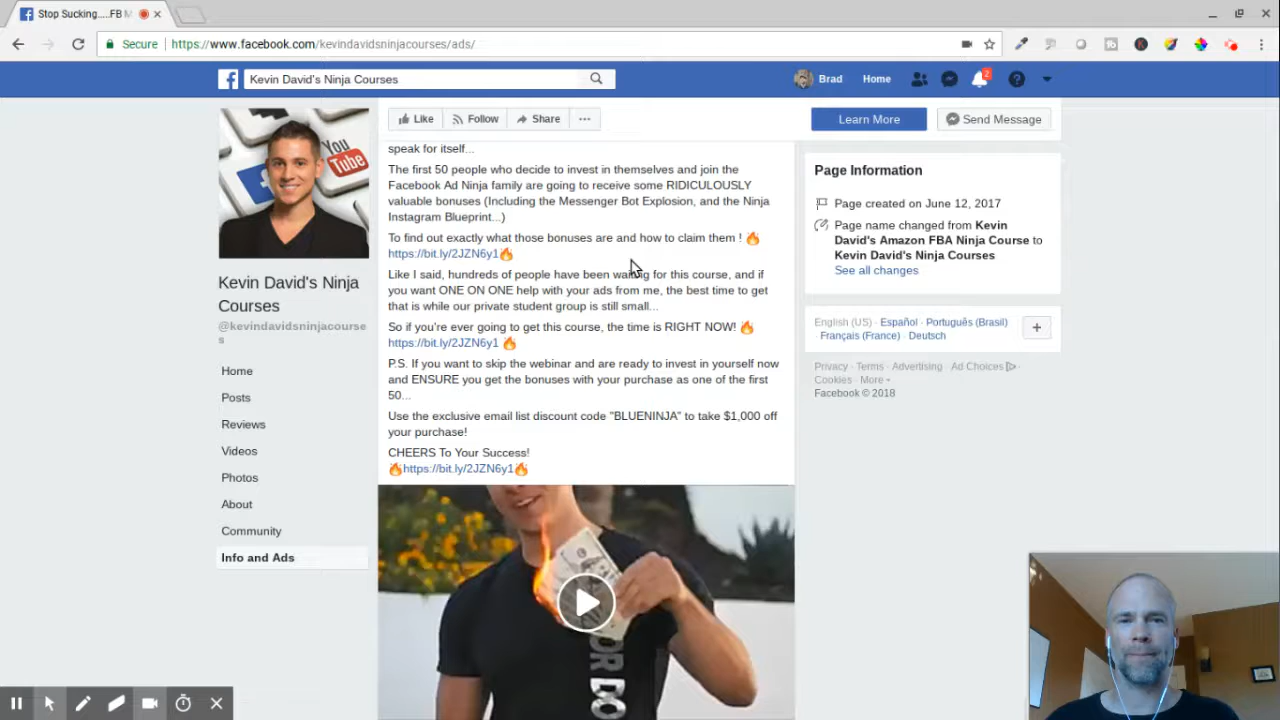 Stop Sucking.....FB M
Secure
https://www.facebook.com/kevindavidsninjacourses/ads/
Kevin David's Ninja Courses
Brad
Home
2
You
Tube
Kevin David's Ninja
Courses
@kevindavidsninjacourse
s
Home
Posts
Reviews
Videos
Photos
About
Community
Info and Ads
Like
Follow
Share
Learn More
Send Message
speak for itself...
The first 50 people who decide to invest in themselves and join the
Facebook Ad Ninja family are going to receive some RIDICULOUSLY
valuable bonuses (Including the Messenger Bot Explosion, and the Ninja
Instagram Blueprint...)
To find out exactly what those bonuses are and how to claim them ! 🔥
https://bit.ly/2JZN6y1🔥
Like I said, hundreds of people have been waiting for this course, and if
you want ONE ON ONE help with your ads from me, the best time to get
that is while our private student group is still small...
So if you're ever going to get this course, the time is RIGHT NOW! 🔥
https://bit.ly/2JZN6y1 🔥
P.S. If you want to skip the webinar and are ready to invest in yourself now
and ENSURE you get the bonuses with your purchase as one of the first
50...
Use the exclusive email list discount code "BLUENINJA" to take $1,000 off
your purchase!
CHEERS To Your Success!
🔥https://bit.ly/2JZN6y1🔥
OR DO
Page Information
Page created on June 12, 2017
Page name changed from Kevin
David's Amazon FBA Ninja Course to
Kevin David's Ninja Courses
See all changes
English (US) · Español · Português (Brasil) ·
Français (France) · Deutsch
Privacy · Terms · Advertising · Ad Choices ·
Cookies · More
Facebook © 2018